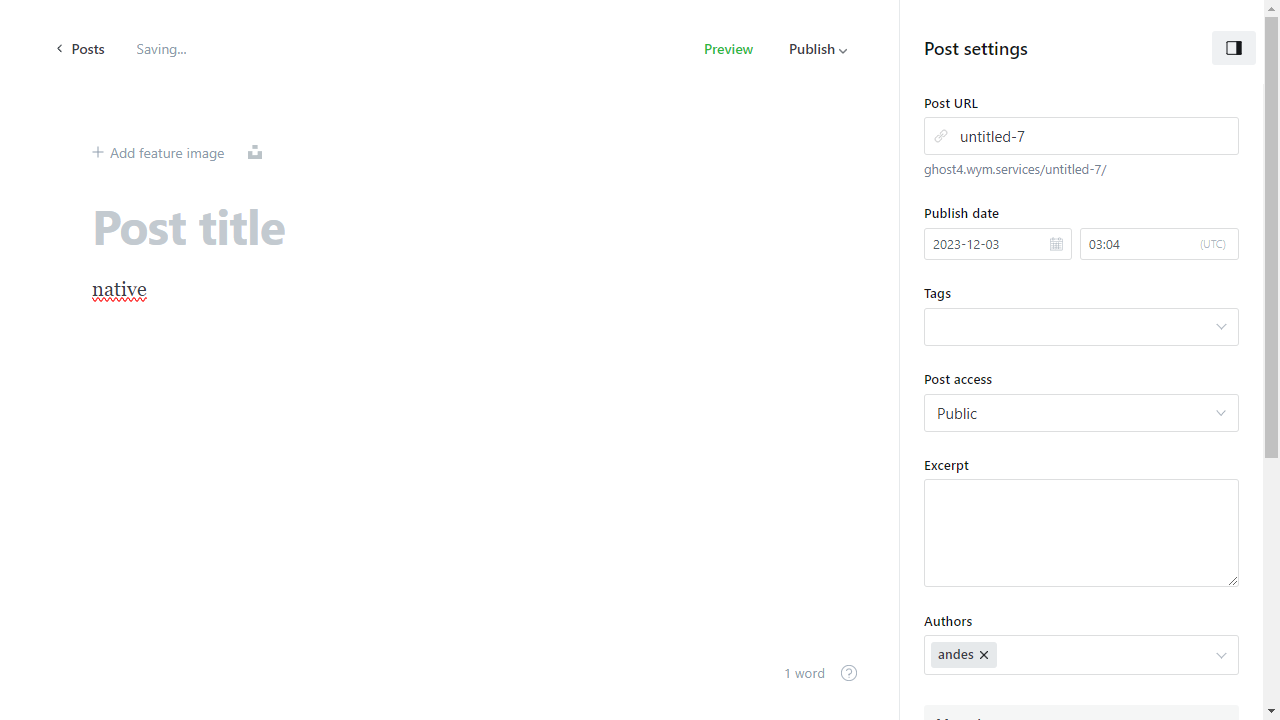 Posts
Saving...
Preview
Publish
Add feature image
Post title
native
1 word
?
Post settings
Post URL
untitled-7
ghost4.wym.services/untitled-7/
Publish date
2023-12-03
03:04
(UTC)
Tags
Post access
Public
Excerpt
Authors
andes